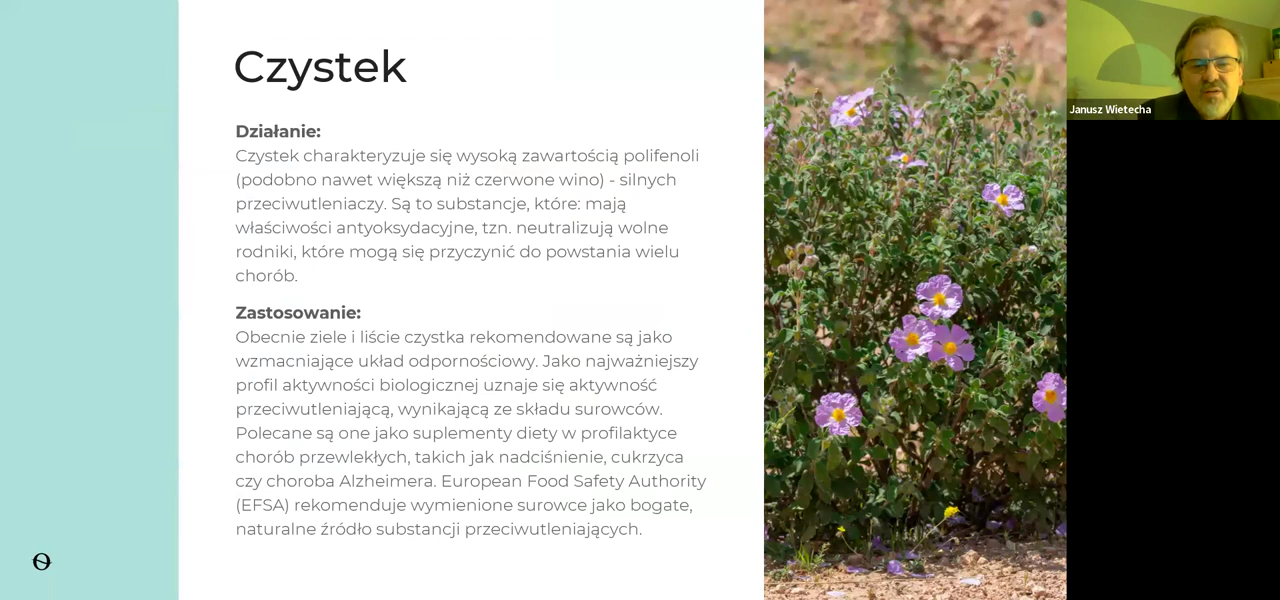 Czystek
Działanie:
Czystek charakteryzuje się wysoką zawartością polifenoli
(podobno nawet większą niż czerwone wino) - silnych
przeciwutleniaczy. Są to substancje, które: mają
właściwości antyoksydacyjne, tzn. neutralizują wolne
rodniki, które mogą się przyczynić do powstania wielu
chorób.
Zastosowanie:
Obecnie ziele i liście czystka rekomendowane są jako
wzmacniające układ odpornościowy. Jako najważniejszy
profil aktywności biologicznej uznaje się aktywność
przeciwutleniającą, wynikającą ze składu surowców.
Polecane są one jako suplementy diety w profilaktyce
chorób przewlekłych, takich jak nadciśnienie, cukrzyca
czy choroba Alzheimera. European Food Safety Authority
(EFSA) rekomenduje wymienione surowce jako bogate,
naturalne źródło substancji przeciwutleniających.
Janusz Wietecha